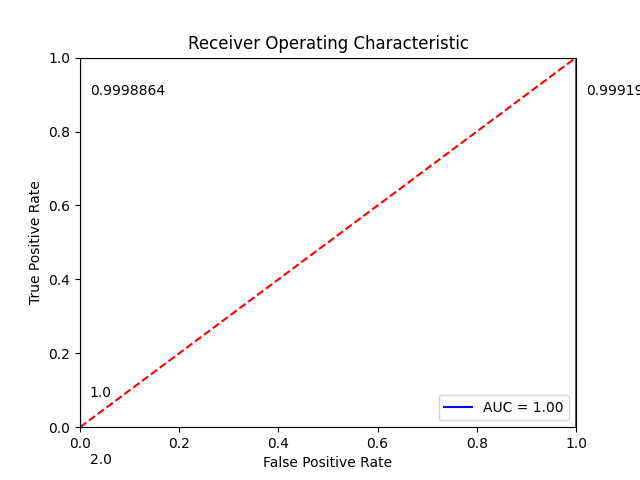 Receiver Operating Characteristic
1.0
0.9998864
0.99919
0.8
0.6
True Positive Rate
0.4
0.2
1.0
AUC = 1.00
0.0
0.0 0.2 0.4 0.6 0.8 1.0
2.0
False Positive Rate